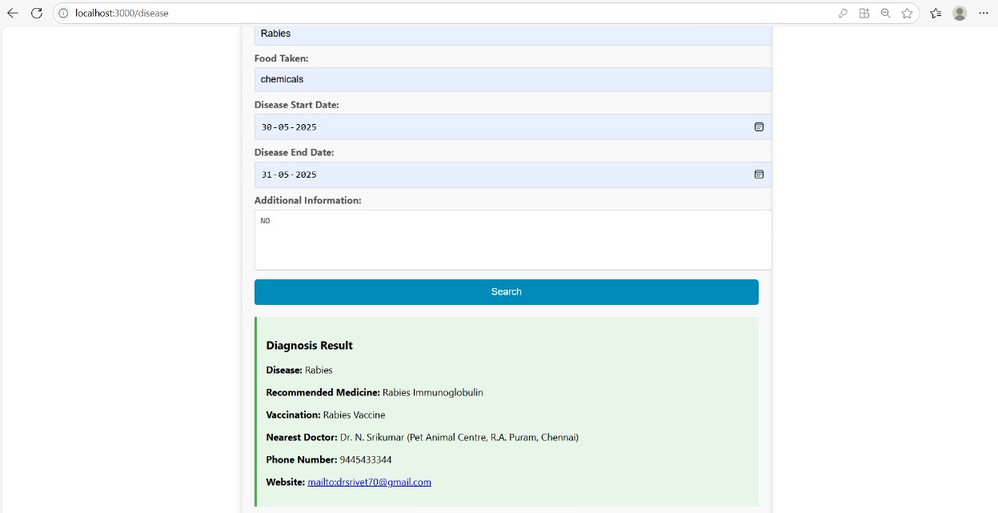 localhost:3000/disease
Rabies
Food Taken:
chemicals
Disease Start Date:
30-05-2025
Disease End Date:
31-05-2025
Additional Information:
NO
Search
Diagnosis Result
Disease: Rabies
Recommended Medicine: Rabies Immunoglobulin
Vaccination: Rabies Vaccine
Nearest Doctor: Dr. N. Srikumar (Pet Animal Centre, R.A. Puram, Chennai)
Phone Number: 9445433344
Website: mailto:drsrivet70@gmail.com